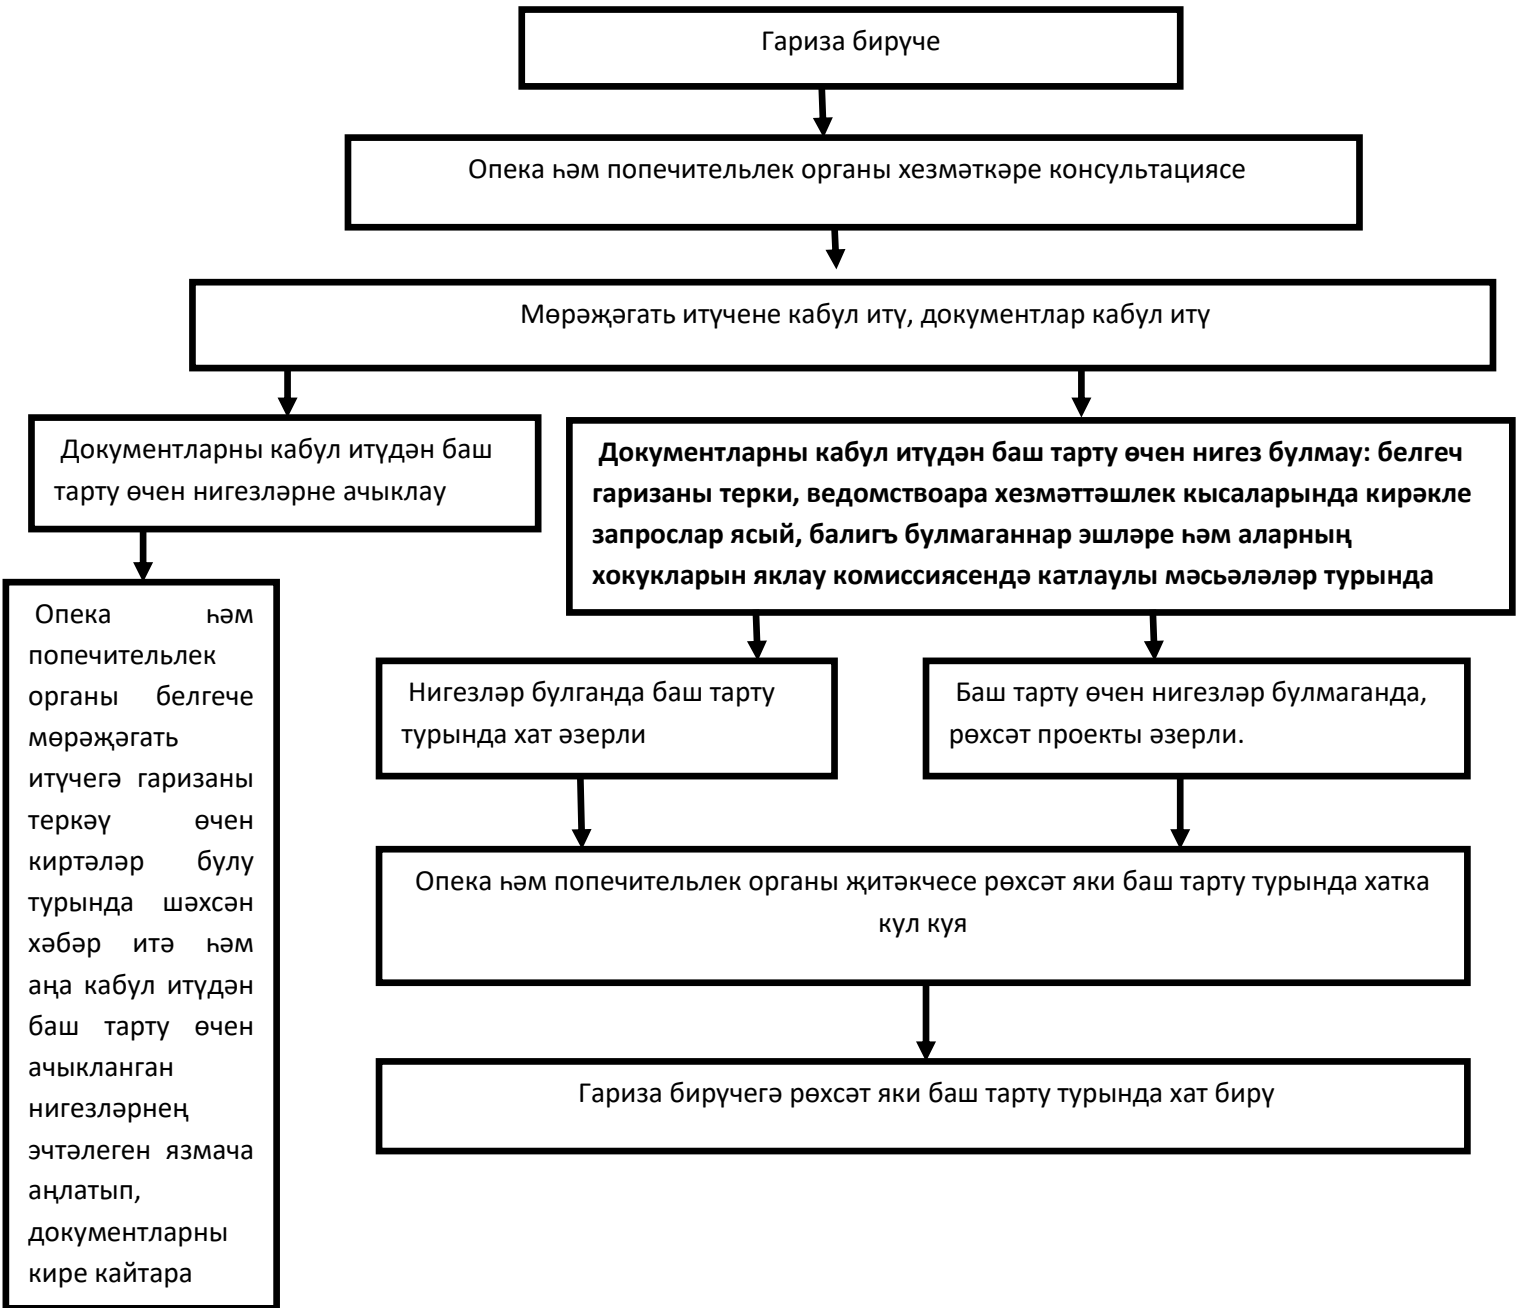 Гариза бирүче
Опека һәм попечительлек органы хезмәткәре консультациясе
Мөрәҗәгать итүчене кабул итү, документлар кабул итү
Документларны кабул итүдән баш
тарту өчен нигезләрне ачыклау
Документларны кабул итүдән баш тарту өчен нигез булмау: белгеч
гаризаны терки, ведомствоара хезмәттәшлек кысаларында кирәкле
запрослар ясый, балигъ булмаганнар эшләре һәм аларның
хокукларын яклау комиссиясендә катлаулы мәсьәләләр турында
Опека һәм
попечительлек
органы белгече
мөрәҗәгать
итүчегә гаризаны
теркәү өчен
киртәләр булу
турында шәхсән
хәбәр итә һәм
аңа кабул итүдән
баш тарту өчен
ачыкланган
нигезләрнең
эчтәлеген язмача
аңлатып,
документларны
кире кайтара
Нигезләр булганда баш тарту
турында хат әзерли
Баш тарту өчен нигезләр булмаганда,
рөхсәт проекты әзерли.
Опека һәм попечительлек органы җитәкчесе рөхсәт яки баш тарту турында хатка
кул куя
Гариза бирүчегә рөхсәт яки баш тарту турында хат бирү